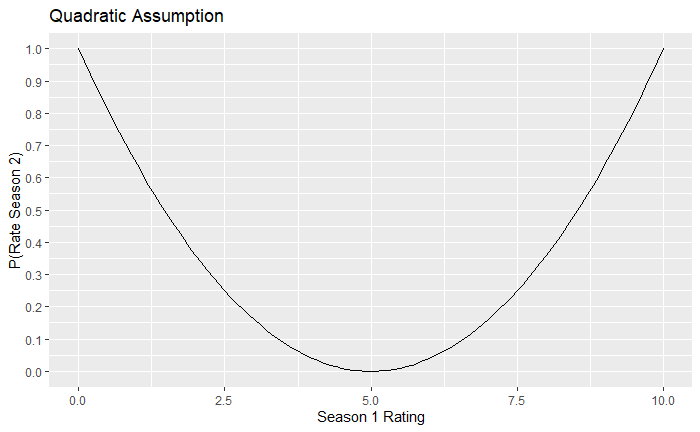 Quadratic Assumption
P(Rate Season 2)
1.0
0.9
0.8
0.7
0.6
0.5
0.4
0.3
0.2
0.1
0.0
0.0 2.5 5.0 7.5 10.0
Season 1 Rating